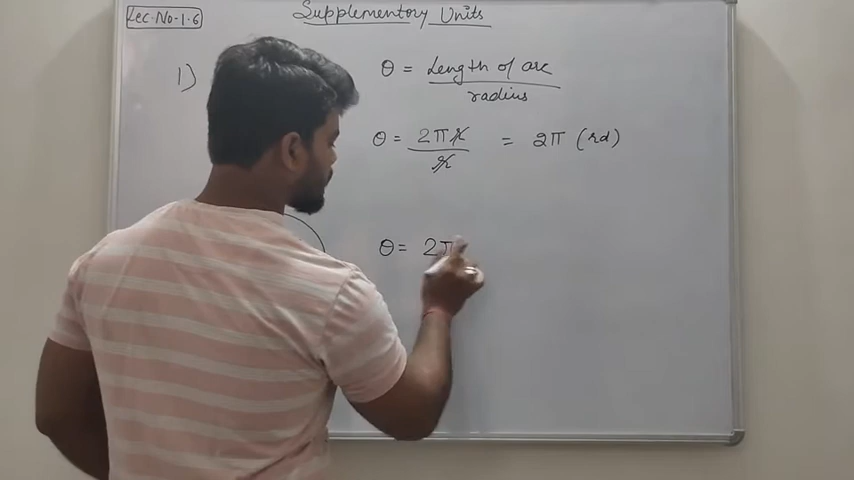 Lec-No-1.6
Supplementory Units
1)
θ = Length of arc / radius
θ = 2πr / r = 2π (rd)
θ = 2π